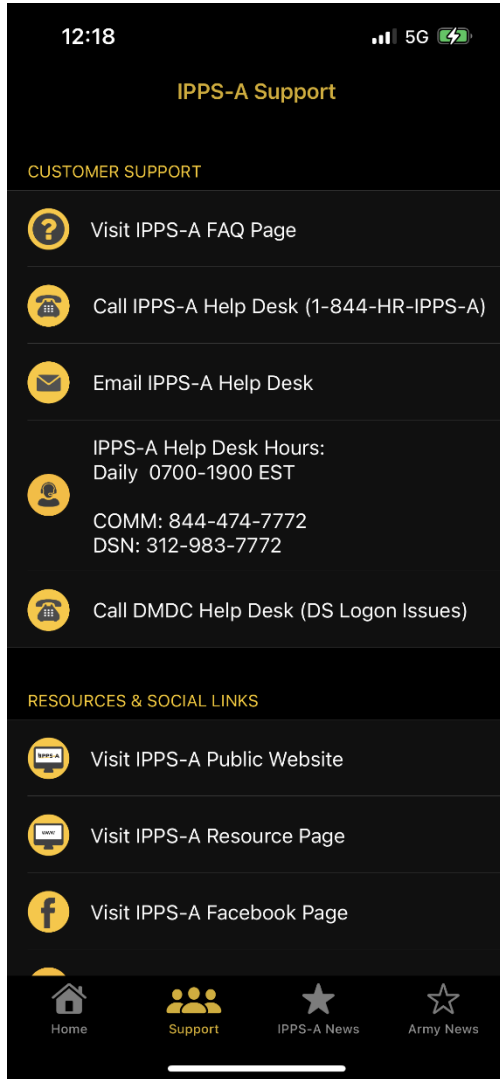 12:18
5G
IPPS-A Support
CUSTOMER SUPPORT
?
Visit IPPS-A FAQ Page
Call IPPS-A Help Desk (1-844-HR-IPPS-A)
Email IPPS-A Help Desk
IPPS-A Help Desk Hours:
Daily  0700-1900 EST
COMM: 844-474-7772
DSN: 312-983-7772
Call DMDC Help Desk (DS Logon Issues)
RESOURCES & SOCIAL LINKS
IPPS-A
Visit IPPS-A Public Website
www
Visit IPPS-A Resource Page
f
Visit IPPS-A Facebook Page
Home
Support
IPPS-A News
Army News